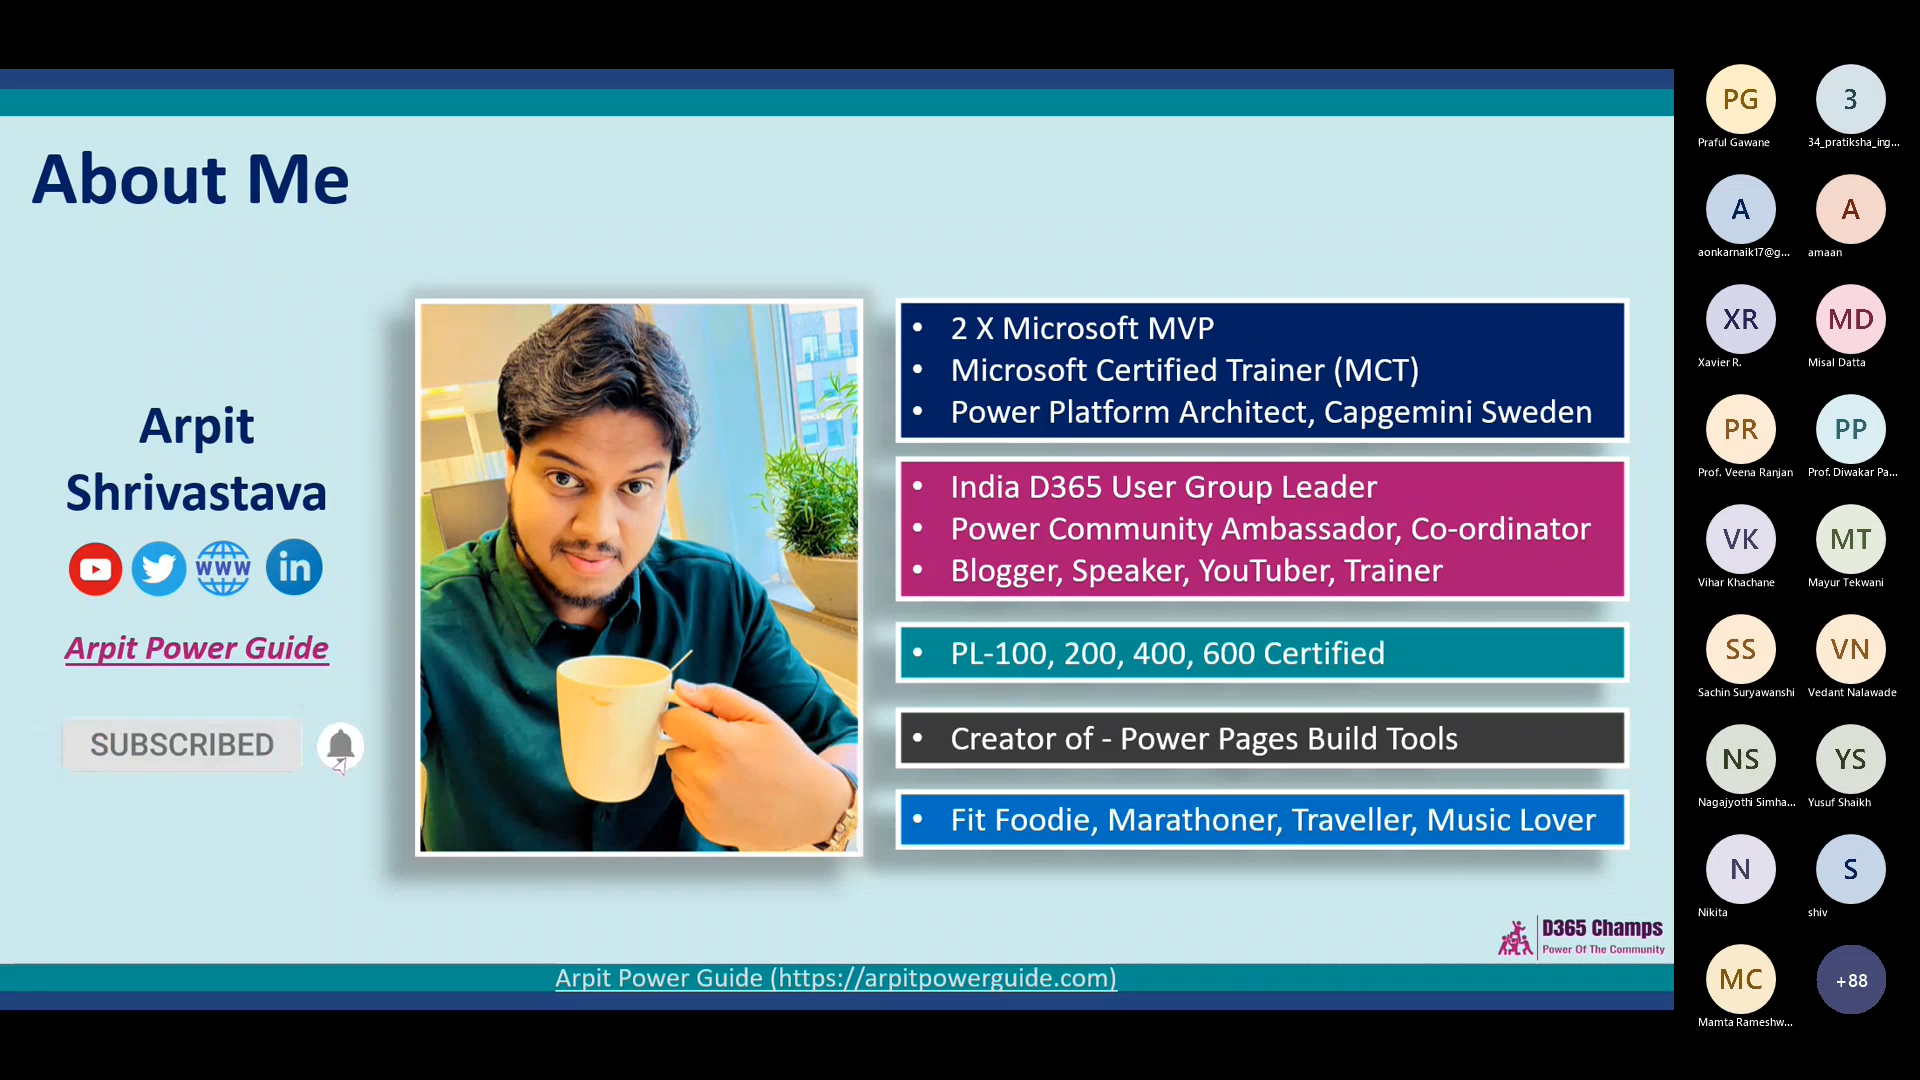 About Me
Arpit
Shrivastava
WWW
in
Arpit Power Guide
SUBSCRIBED
• 2 X Microsoft MVP
• Microsoft Certified Trainer (MCT)
• Power Platform Architect, Capgemini Sweden
• India D365 User Group Leader
• Power Community Ambassador, Co-ordinator
• Blogger, Speaker, YouTuber, Trainer
• PL-100, 200, 400, 600 Certified
• Creator of - Power Pages Build Tools
• Fit Foodie, Marathoner, Traveller, Music Lover
D365 Champs
Power Of The Community
Arpit Power Guide (https://arpitpowerguide.com)
PG
Praful Gawane
3
34_pratiksha_ing...
A
aonkarnaik17@g...
A
amaan
XR
Xavier R.
MD
Misal Datta
PR
Prof. Veena Ranjan
PP
Prof. Diwakar Pa...
VK
Vihar Khachane
MT
Mayur Tekwani
SS
Sachin Suryawanshi
VN
Vedant Nalawade
NS
Nagajyothi Simha...
YS
Yusuf Shaikh
N
Nikita
S
shiv
MC
Mamta Rameshw...
+88